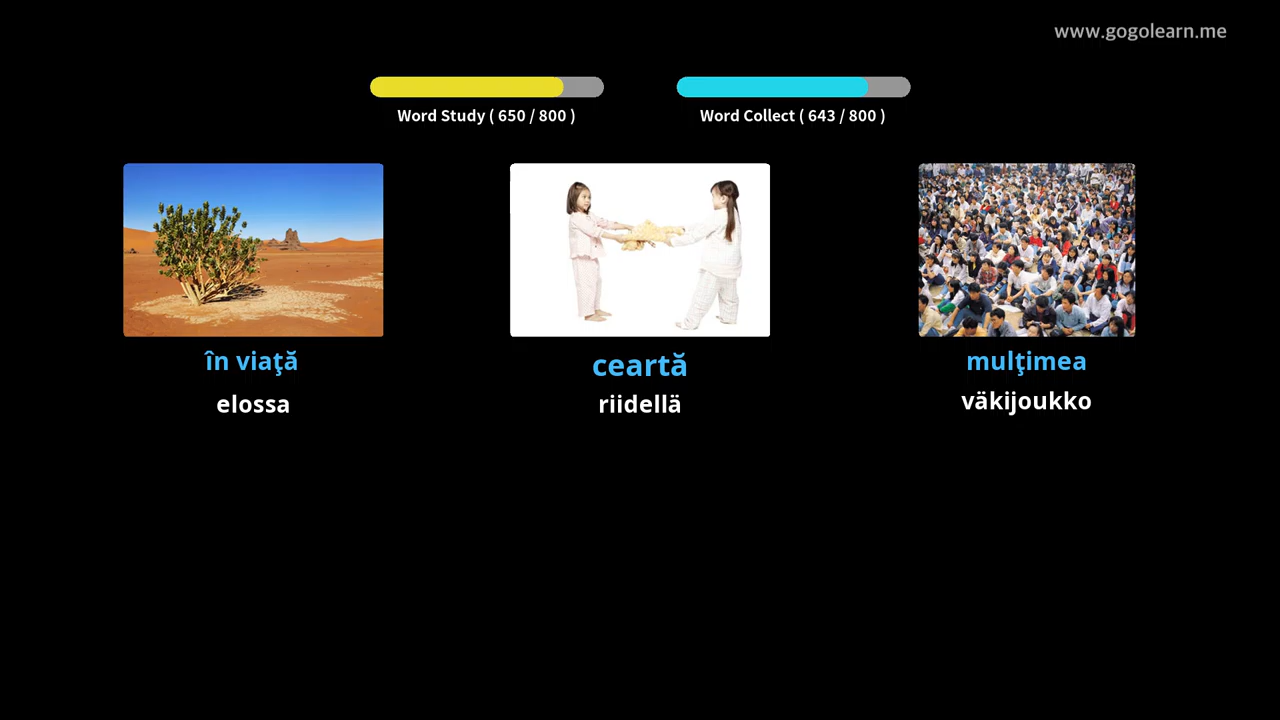 www.gogolearn.me
Word Study ( 650 / 800 )
Word Collect ( 643 / 800 )
în viaţă
ceartă
mulţimea
elossa
riidellä
väkijoukko